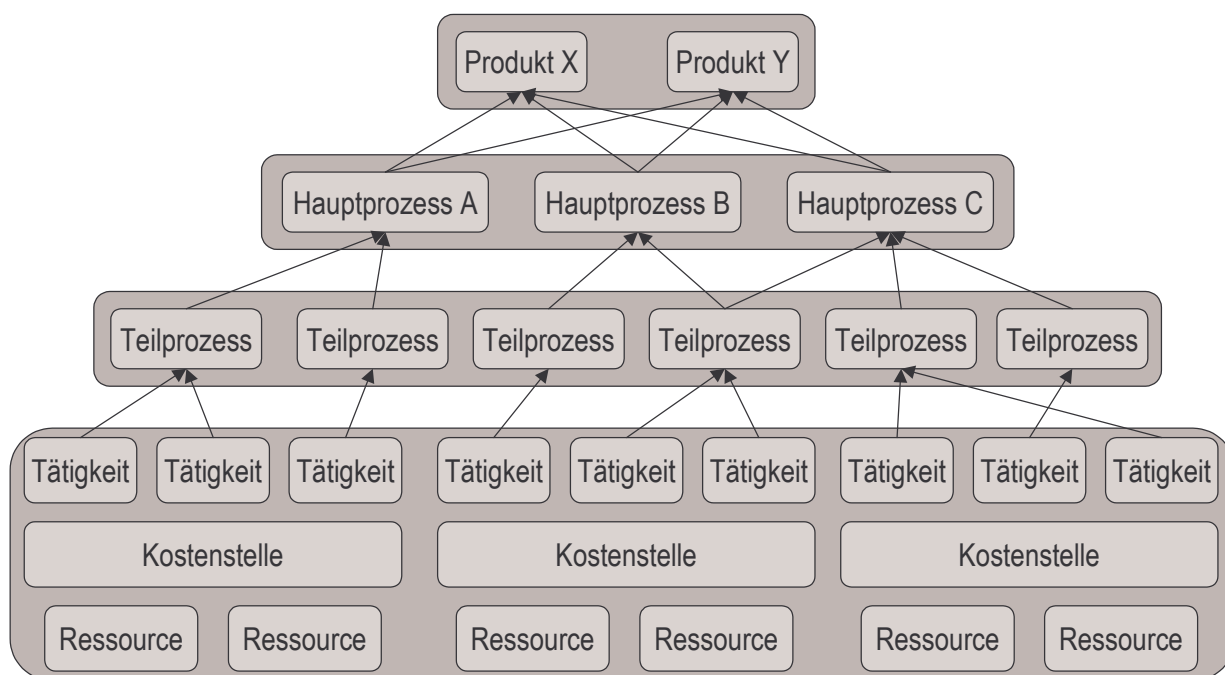 Produkt X Produkt Y
Hauptprozess A Hauptprozess B Hauptprozess C
Teilprozess Teilprozess Teilprozess Teilprozess Teilprozess Teilprozess
Tätigkeit Tätigkeit Tätigkeit Tätigkeit Tätigkeit Tätigkeit Tätigkeit Tätigkeit Tätigkeit
Kostenstelle Kostenstelle Kostenstelle
Ressource Ressource Ressource Ressource Ressource Ressource